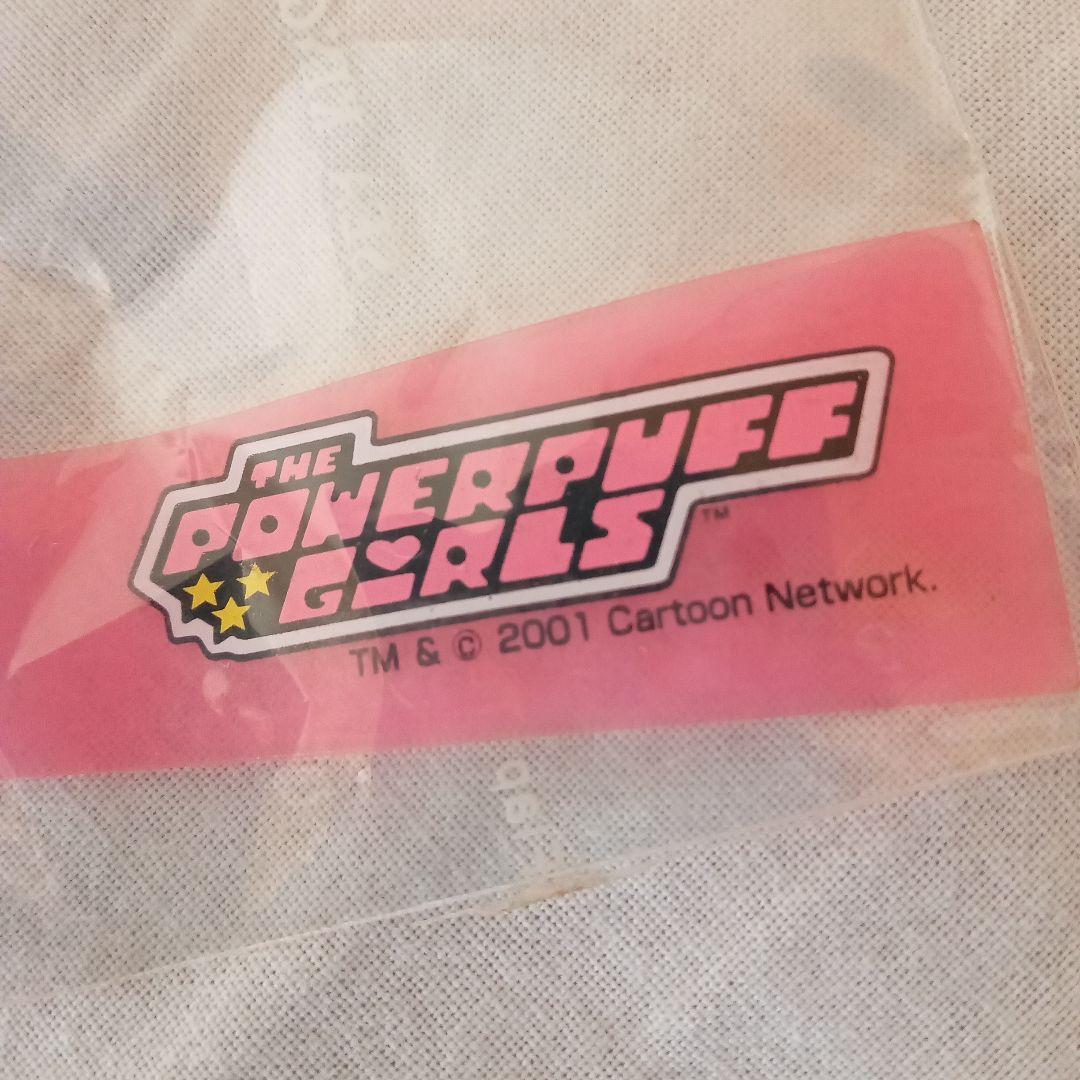 THE
POWERPUFF
GIRLS
TM
TM & © 2001 Cartoon Network.